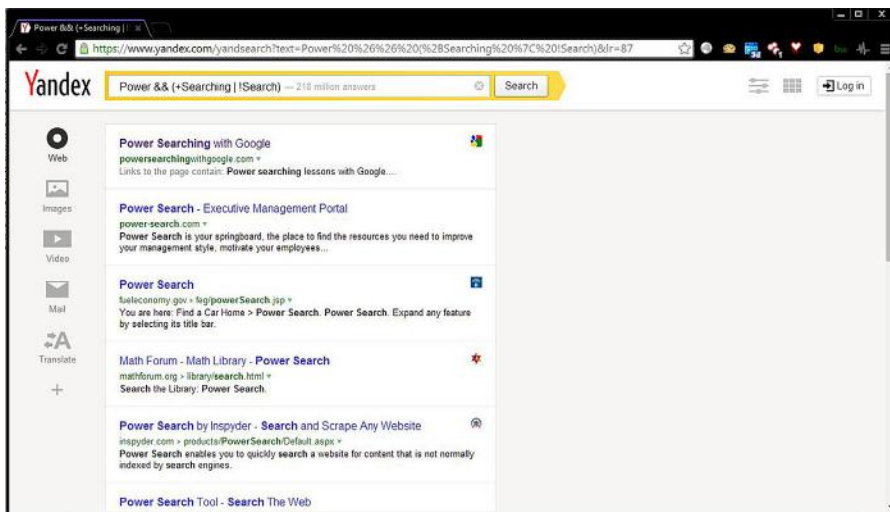 Power && (+Searching | !
https://www.yandex.com/yandsearch?text=Power%20%26%26%20(%2BSearching%20%7C%20!Search)&lr=87
Yandex
Power && (+Searching | !Search) — 218 million answers
Search
Log in
Web
Images
Video
Mail
Translate
Power Searching with Google
powersearchingwithgoogle.com
Links to the page contain: Power searching lessons with Google....
Power Search - Executive Management Portal
power-search.com
Power Search is your springboard, the place to find the resources you need to improve
your management style, motivate your employees...
Power Search
fueleconomy.gov › feg/powerSearch.jsp
You are here: Find a Car Home > Power Search. Power Search. Expand any feature
by selecting its title bar.
Math Forum - Math Library - Power Search
mathforum.org › library/search.html
Search the Library: Power Search.
Power Search by Inspyder - Search and Scrape Any Website
inspyder.com › products/PowerSearch/Default.aspx
Power Search enables you to quickly search a website for content that is not normally
indexed by search engines.
Power Search Tool - Search The Web